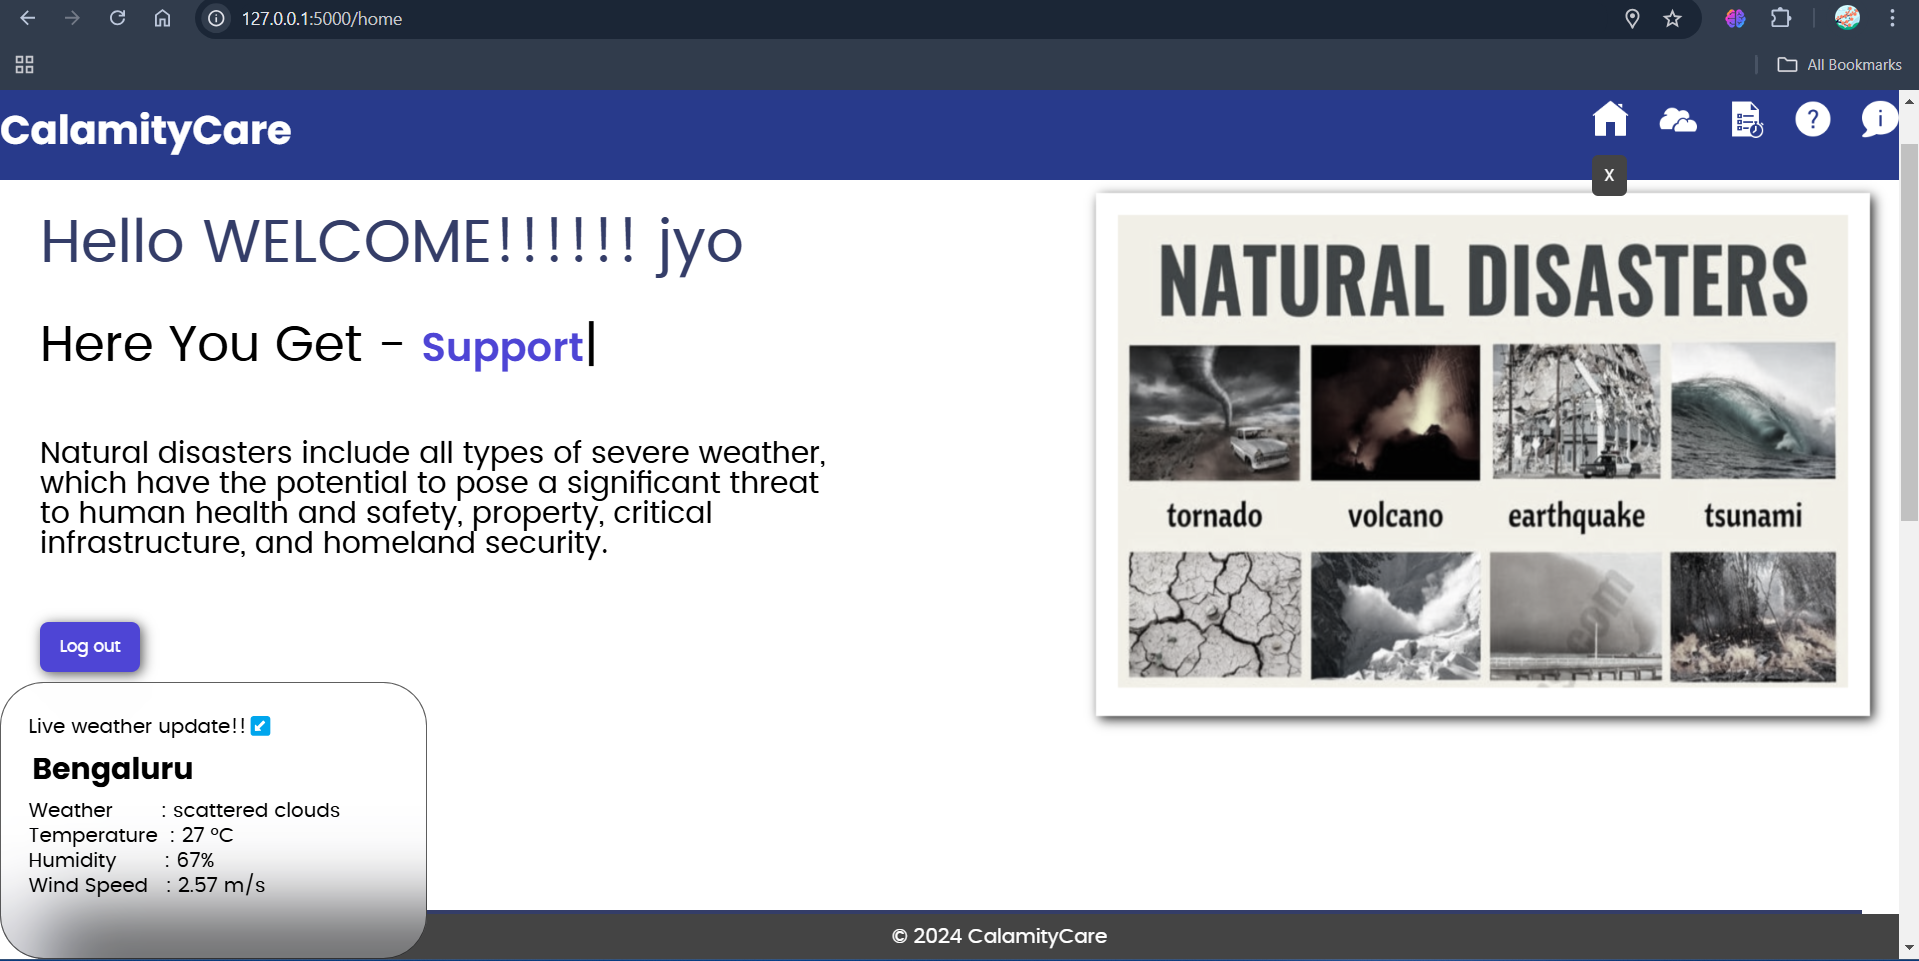 127.0.0.1:5000/home
All Bookmarks
CalamityCare
X
Hello WELCOME!!!!!! jyo
Here You Get - Support
Natural disasters include all types of severe weather,
which have the potential to pose a significant threat
to human health and safety, property, critical
infrastructure, and homeland security.
Log out
NATURAL DISASTERS
tornado volcano earthquake tsunami
com
Live weather update!!
Bengaluru
Weather : scattered clouds
Temperature : 27 °C
Humidity : 67%
Wind Speed : 2.57 m/s
© 2024 CalamityCare